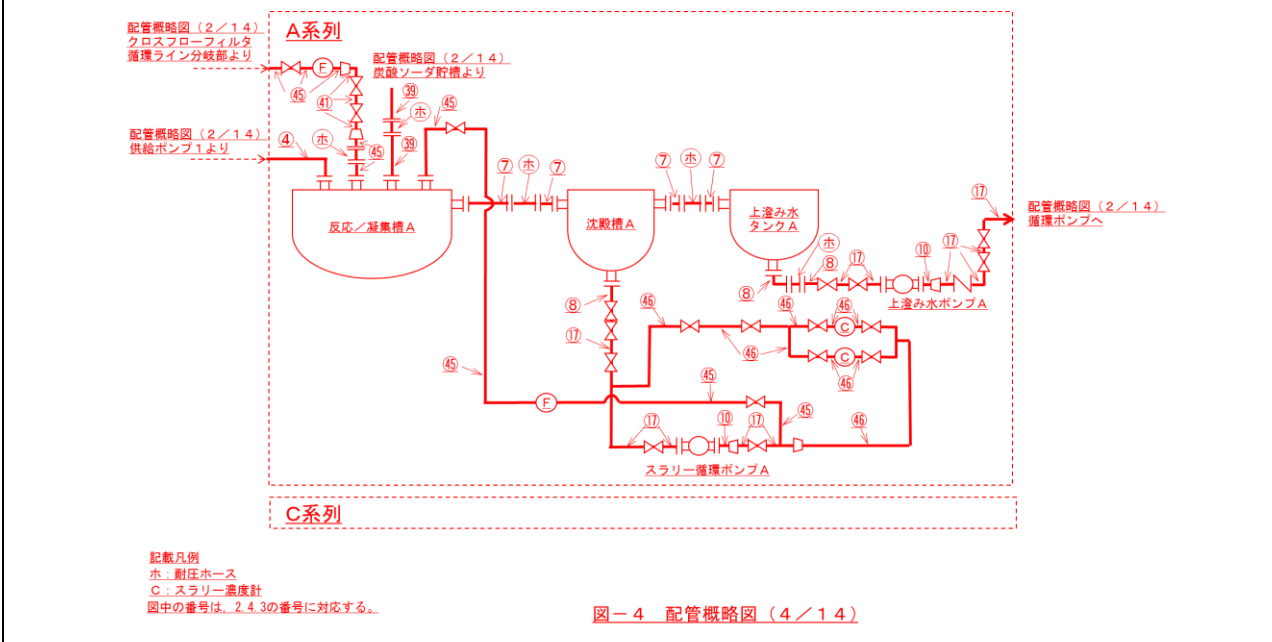 配管概略図(2/14)
クロスフローフィルタ
循環ライン分岐部より
A系列
配管概略図(2/14)
炭酸ソーダ貯槽より
F
㊺
㊶
㊴
ホ
㊺
配管概略図(2/14)
供給ポンプ1より
④
ホ
㊺
㊴
⑦
ホ
⑦
⑦
ホ
⑦
⑰
配管概略図(2/14)
循環ポンプへ
反応/凝集槽A
沈殿槽A
上澄み水
タンクA
ホ
⑧
⑰
⑩
⑰
⑧
上澄み水ポンプA
⑧
㊻
㊻
㊻
C
⑰
㊻
C
㊻
㊺
㊺
F
㊺
⑰
⑩
⑰
㊻
スラリー循環ポンプA
C系列
記載凡例
ホ:耐圧ホース
C:スラリー濃度計
図中の番号は、2.4.3の番号に対応する。
図-4 配管概略図(4/14)